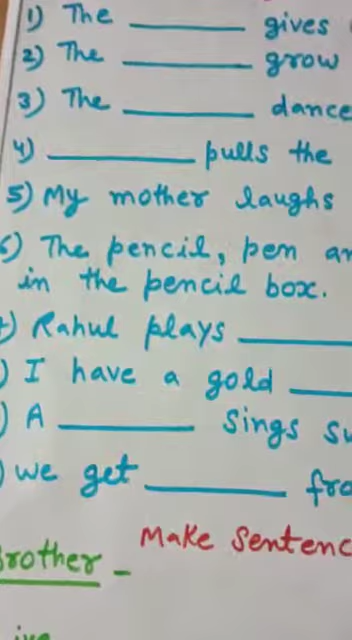 1) The ________ gives
2) The ________ grow
3) The ________ dance
4) ________ pulls the
5) My mother laughs
6) The pencil, pen an
in the pencil box.
Rahul plays ________
) I have a gold ____
) A ________ sings su
) we get ________ fro
Make Sentenc
Brother -